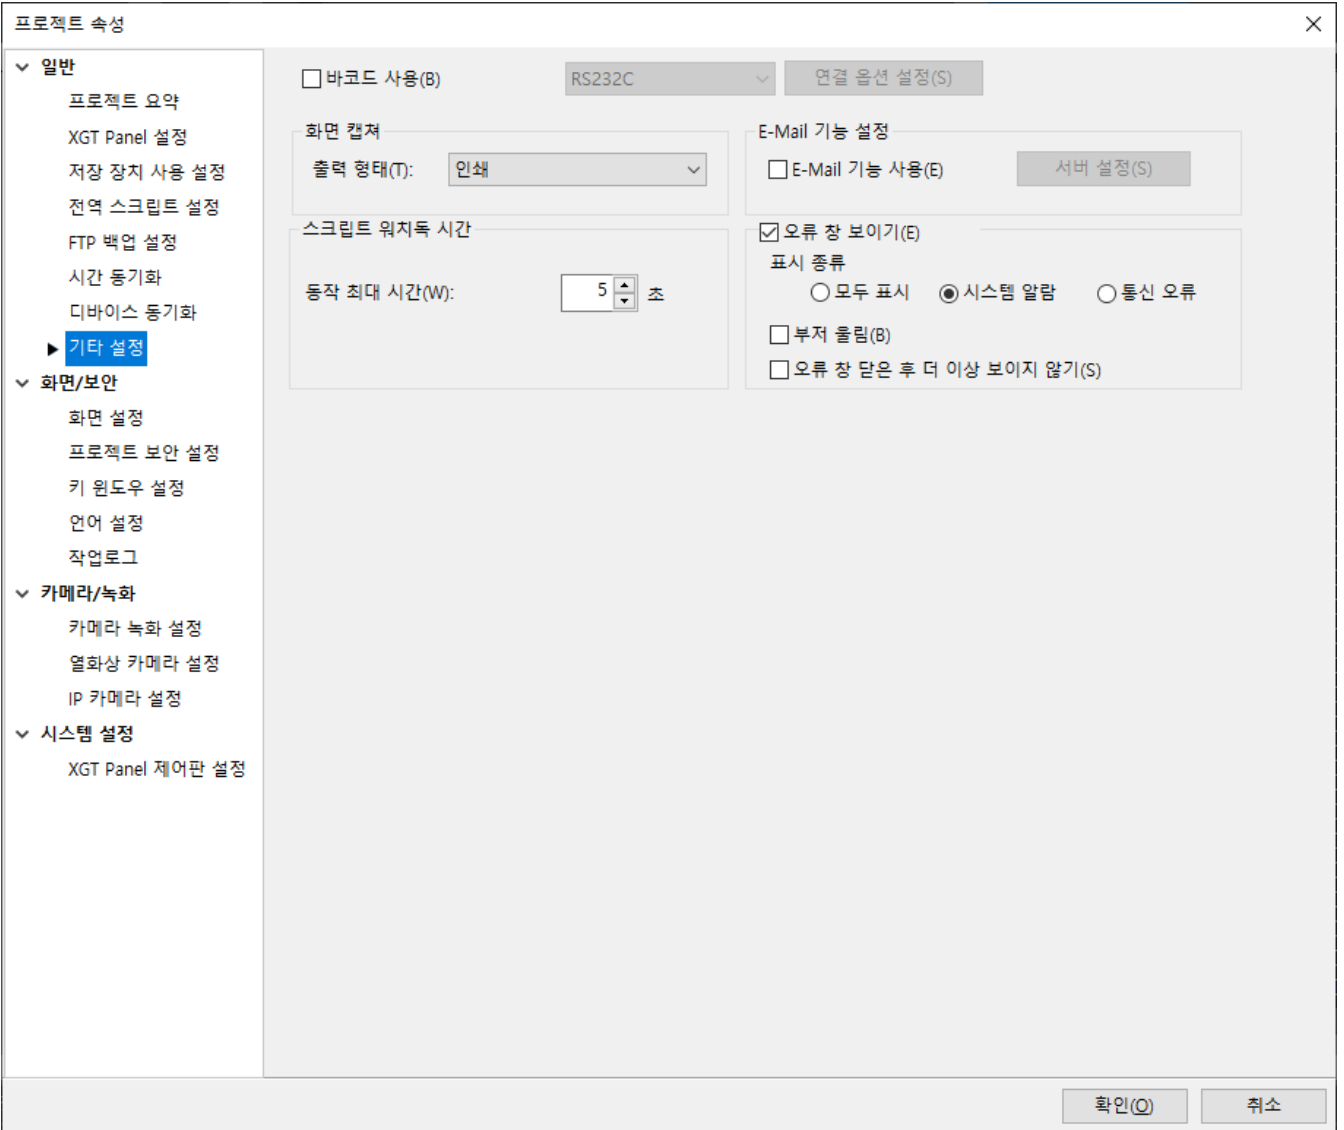 프로젝트 속성
일반
프로젝트 요약
XGT Panel 설정
저장 장치 사용 설정
전역 스크립트 설정
FTP 백업 설정
시간 동기화
디바이스 동기화
기타 설정
화면/보안
화면 설정
프로젝트 보안 설정
키 윈도우 설정
언어 설정
작업로그
카메라/녹화
카메라 녹화 설정
열화상 카메라 설정
IP 카메라 설정
시스템 설정
XGT Panel 제어판 설정
바코드 사용(B) RS232C 연결 옵션 설정(S)
화면 캡쳐
출력 형태(T): 인쇄
E-Mail 기능 설정
E-Mail 기능 사용(E) 서버 설정(S)
스크립트 워치독 시간
동작 최대 시간(W): 5 초
오류 창 보이기(E)
표시 종류
모두 표시 시스템 알람 통신 오류
부저 울림(B)
오류 창 닫은 후 더 이상 보이지 않기(S)
확인(O) 취소